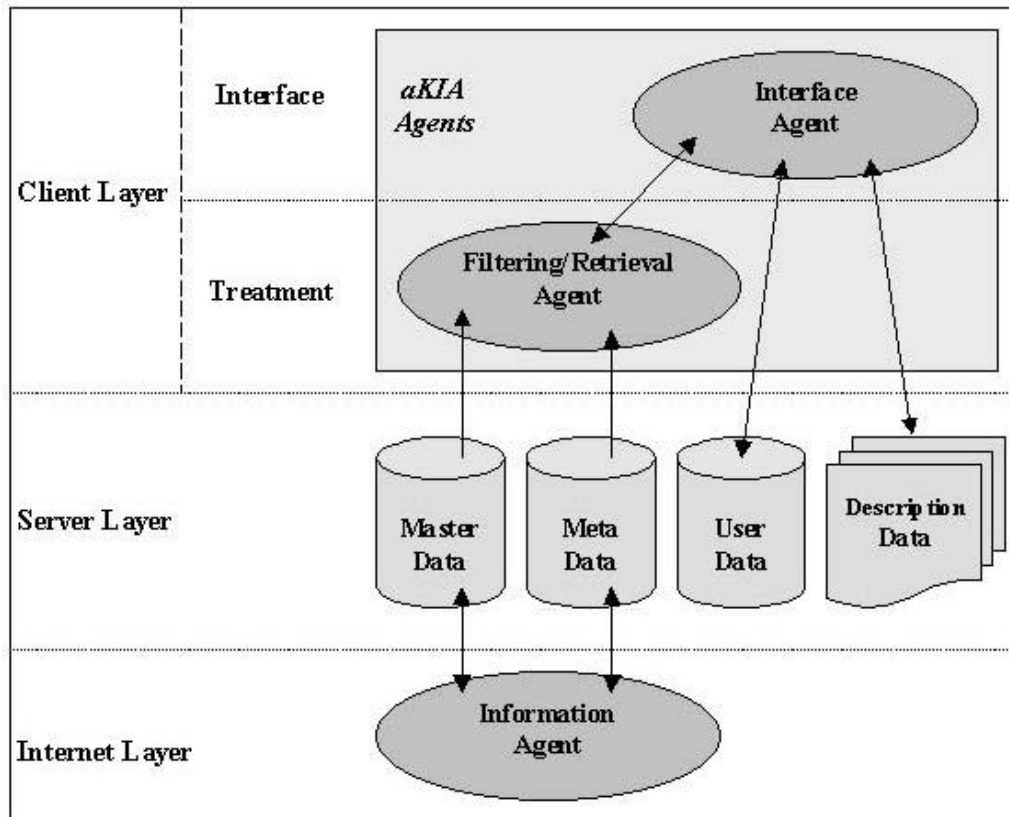 Interface
aKIA
Agents
Interface
Agent
Client Layer
Treatment
Filtering/Retrieval
Agent
Server Layer
Master
Data
Meta
Data
User
Data
Description
Data
Internet Layer
Information
Agent